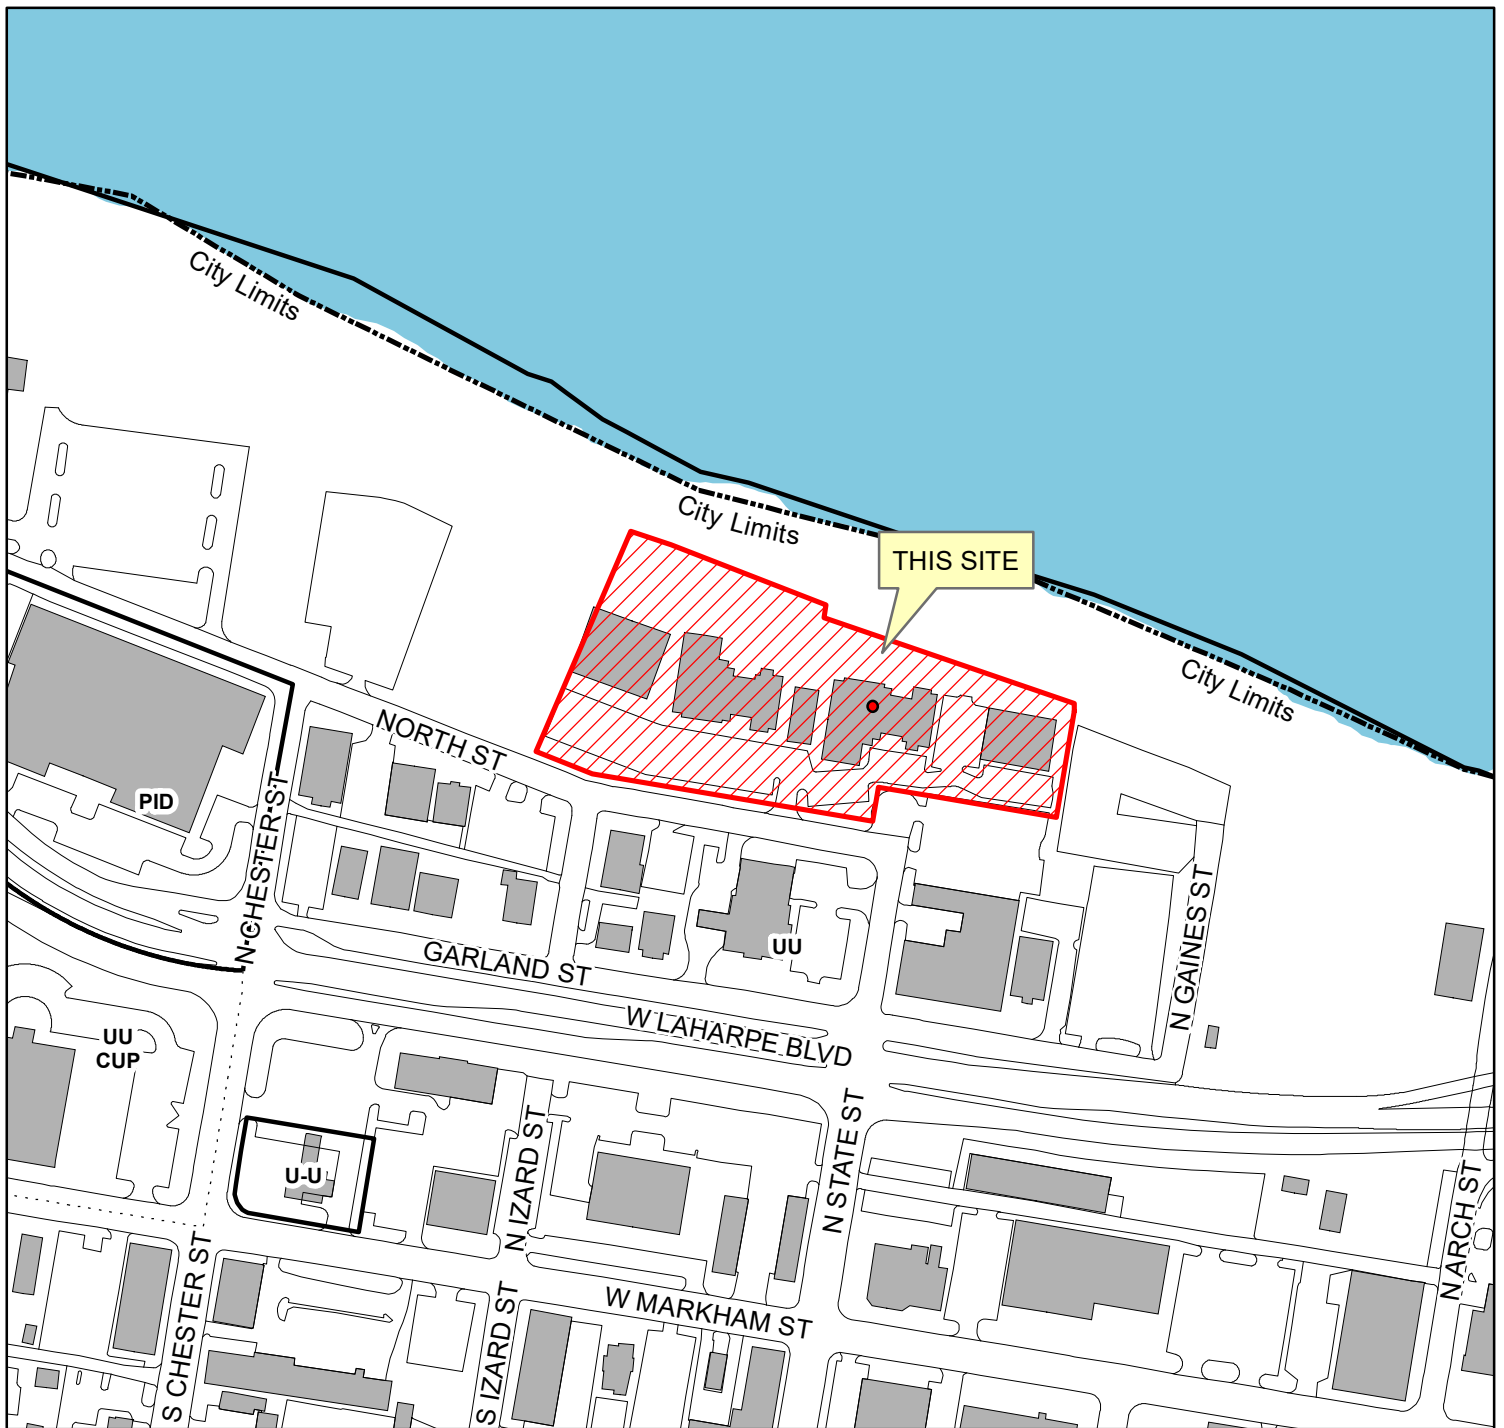 City Limits
City Limits
THIS SITE
City Limits
NORTH ST
PID
N CHESTER ST
GARLAND ST
UU
N GAINES ST
W LAHARPE BLVD
UU
CUP
U-U
N IZARD ST
N STATE ST
N ARCH ST
S CHESTER ST
S IZARD ST
W MARKHAM ST